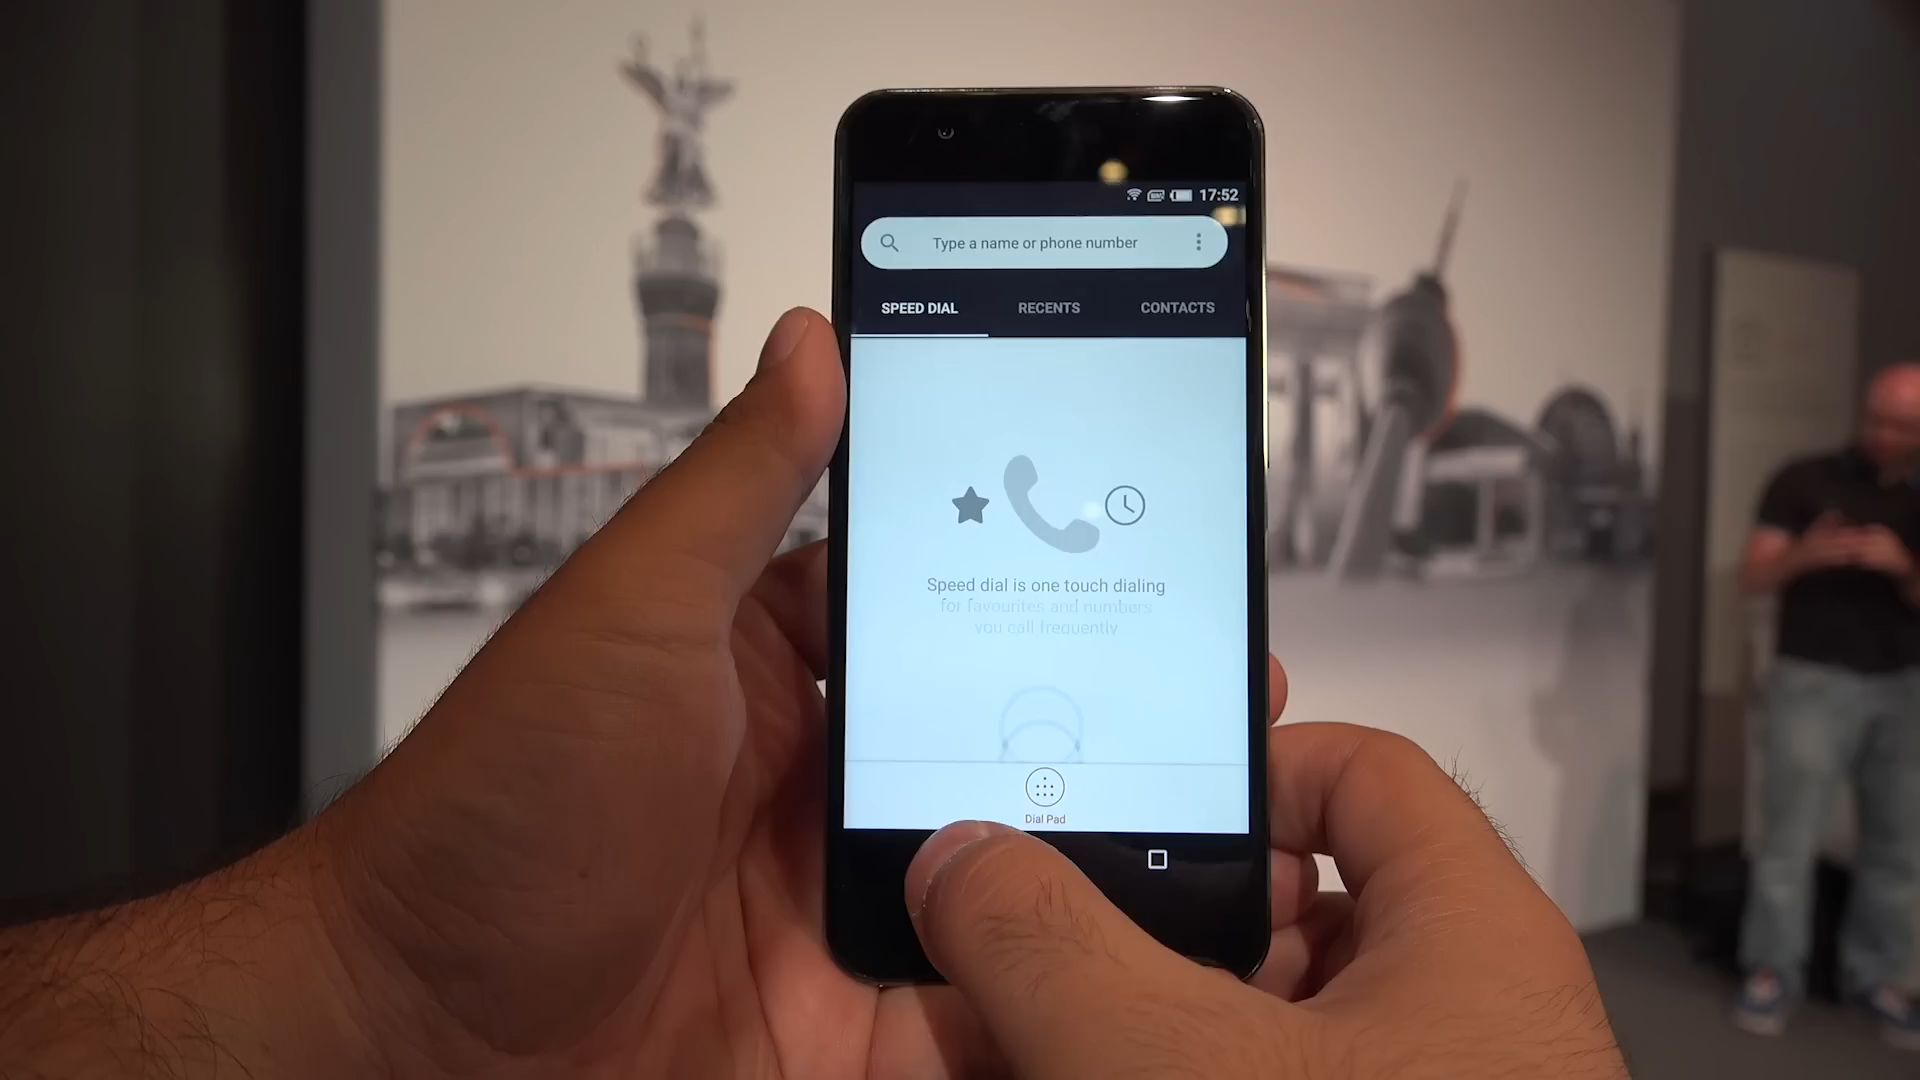 17:52
Type a name or phone number
SPEED DIAL
RECENTS
CONTACTS
Speed dial is one touch dialing
for favourites and numbers
you call frequently
Dial Pad